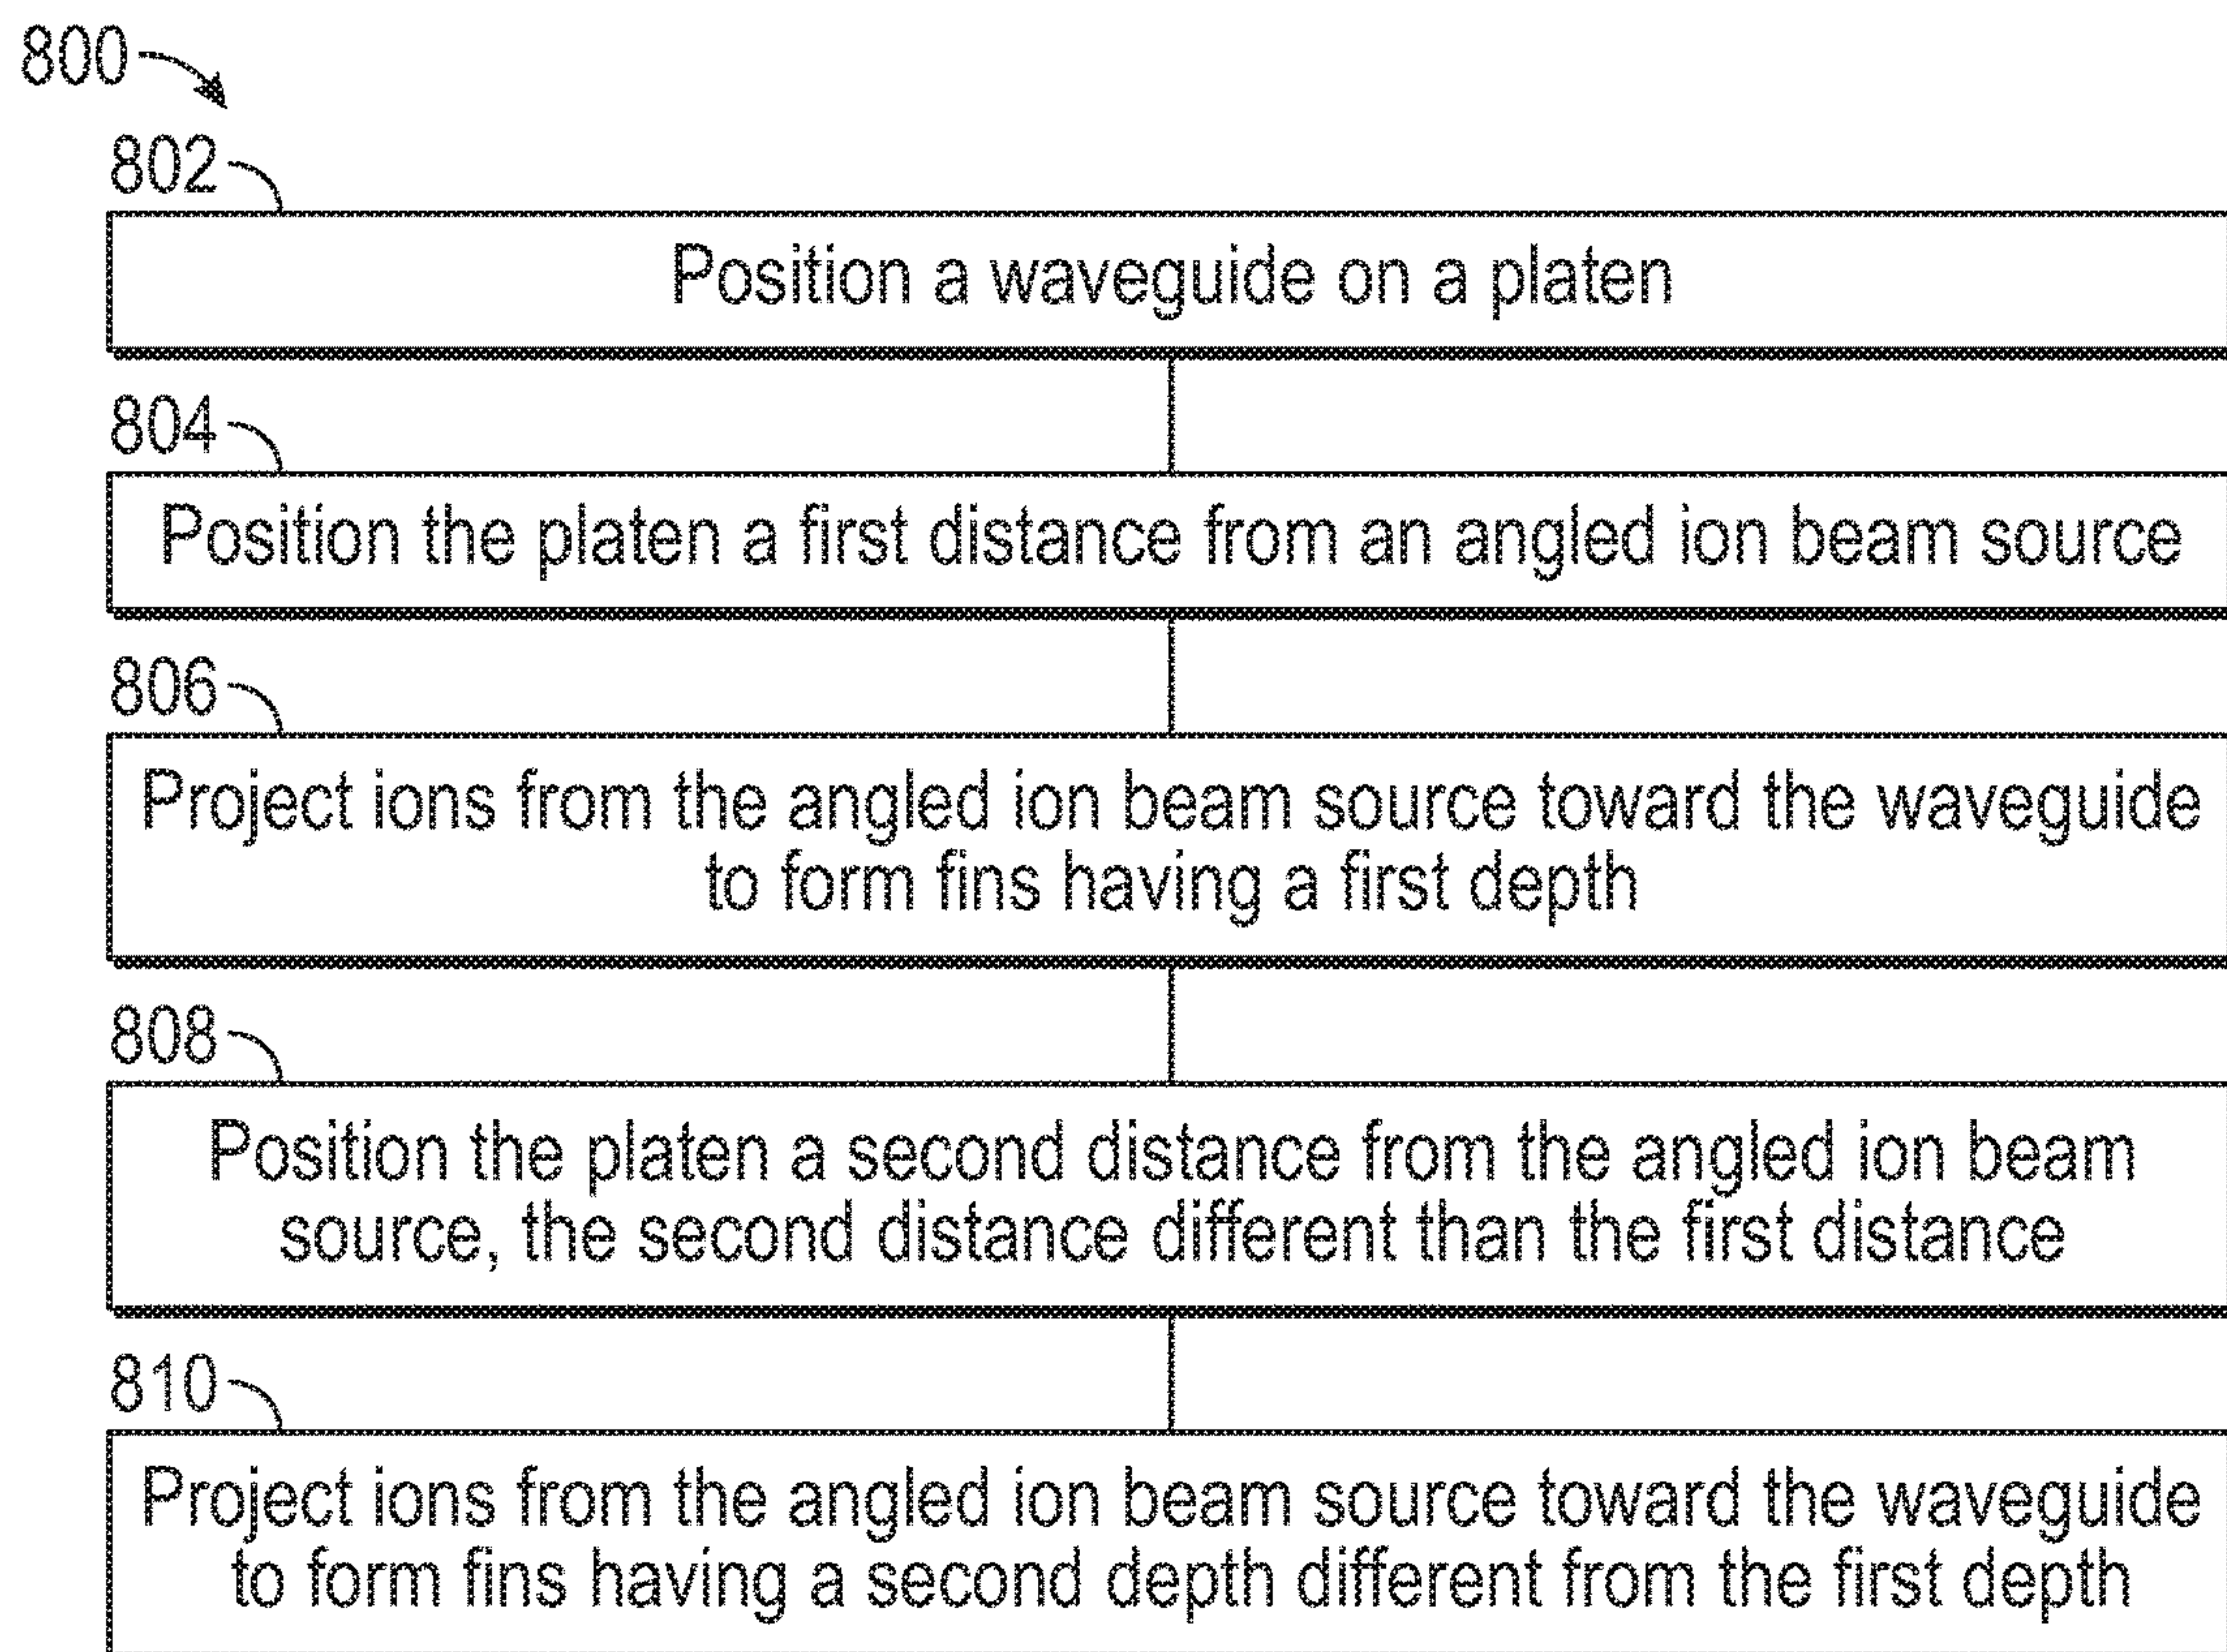 800
802
Position a waveguide on a platen
804
Position the platen a first distance from an angled ion beam source
806
Project ions from the angled ion beam source toward the waveguide
to form fins having a first depth
808
Position the platen a second distance from the angled ion beam
source, the second distance different than the first distance
810
Project ions from the angled ion beam source toward the waveguide
to form fins having a second depth different from the first depth